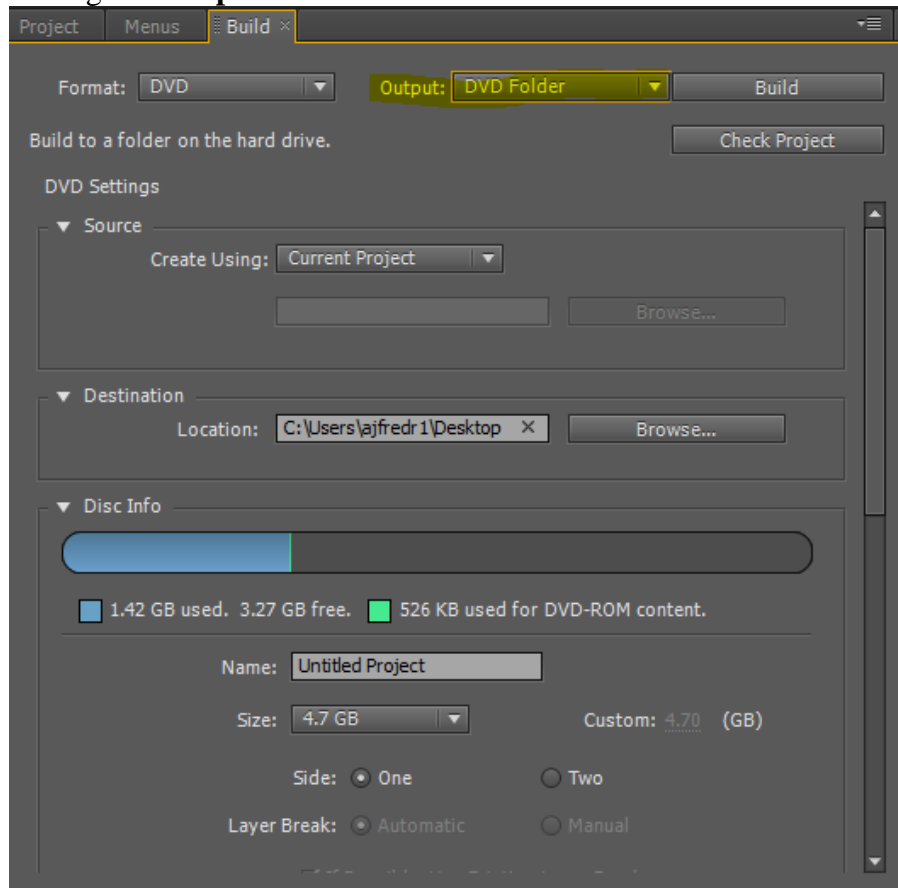 Project Menus Build ×
Format: DVD Output: DVD Folder Build
Build to a folder on the hard drive. Check Project
DVD Settings
Source
Create Using: Current Project
Browse...
Destination
Location: C:\Users\ajfredr1\Desktop × Browse...
Disc Info
1.42 GB used. 3.27 GB free. 526 KB used for DVD-ROM content.
Name: Untitled Project
Size: 4.7 GB Custom: 4.70 (GB)
Side: One Two
Layer Break: Automatic Manual